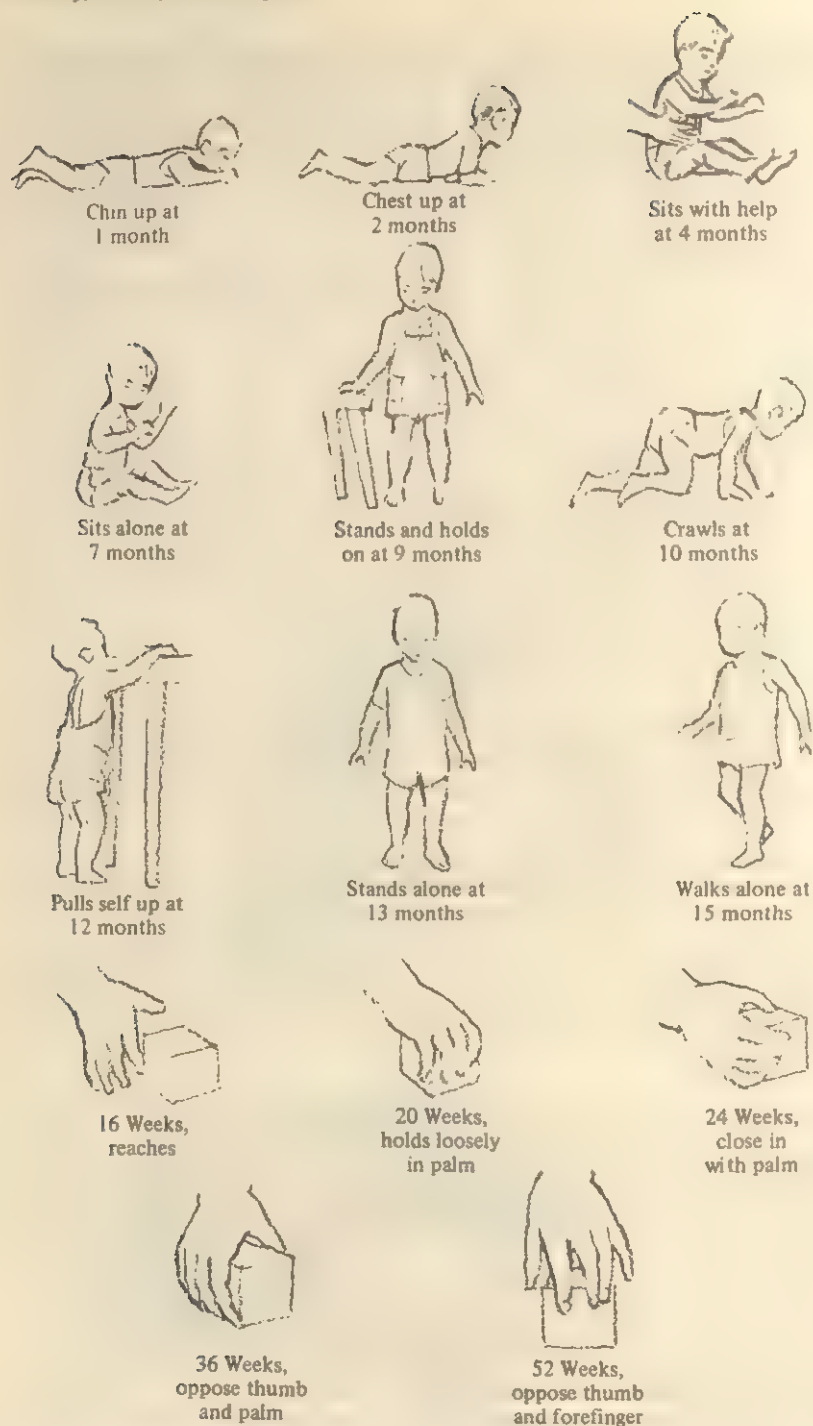 Chin up at
1 month
Chest up at
2 months
Sits with help
at 4 months
Sits alone at
7 months
Stands and holds
on at 9 months
Crawls at
10 months
Pulls self up at
12 months
Stands alone at
13 months
Walks alone at
15 months
16 Weeks,
reaches
20 Weeks,
holds loosely
in palm
24 Weeks,
close in
with palm
36 Weeks,
oppose thumb
and palm
52 Weeks,
oppose thumb
and forefinger